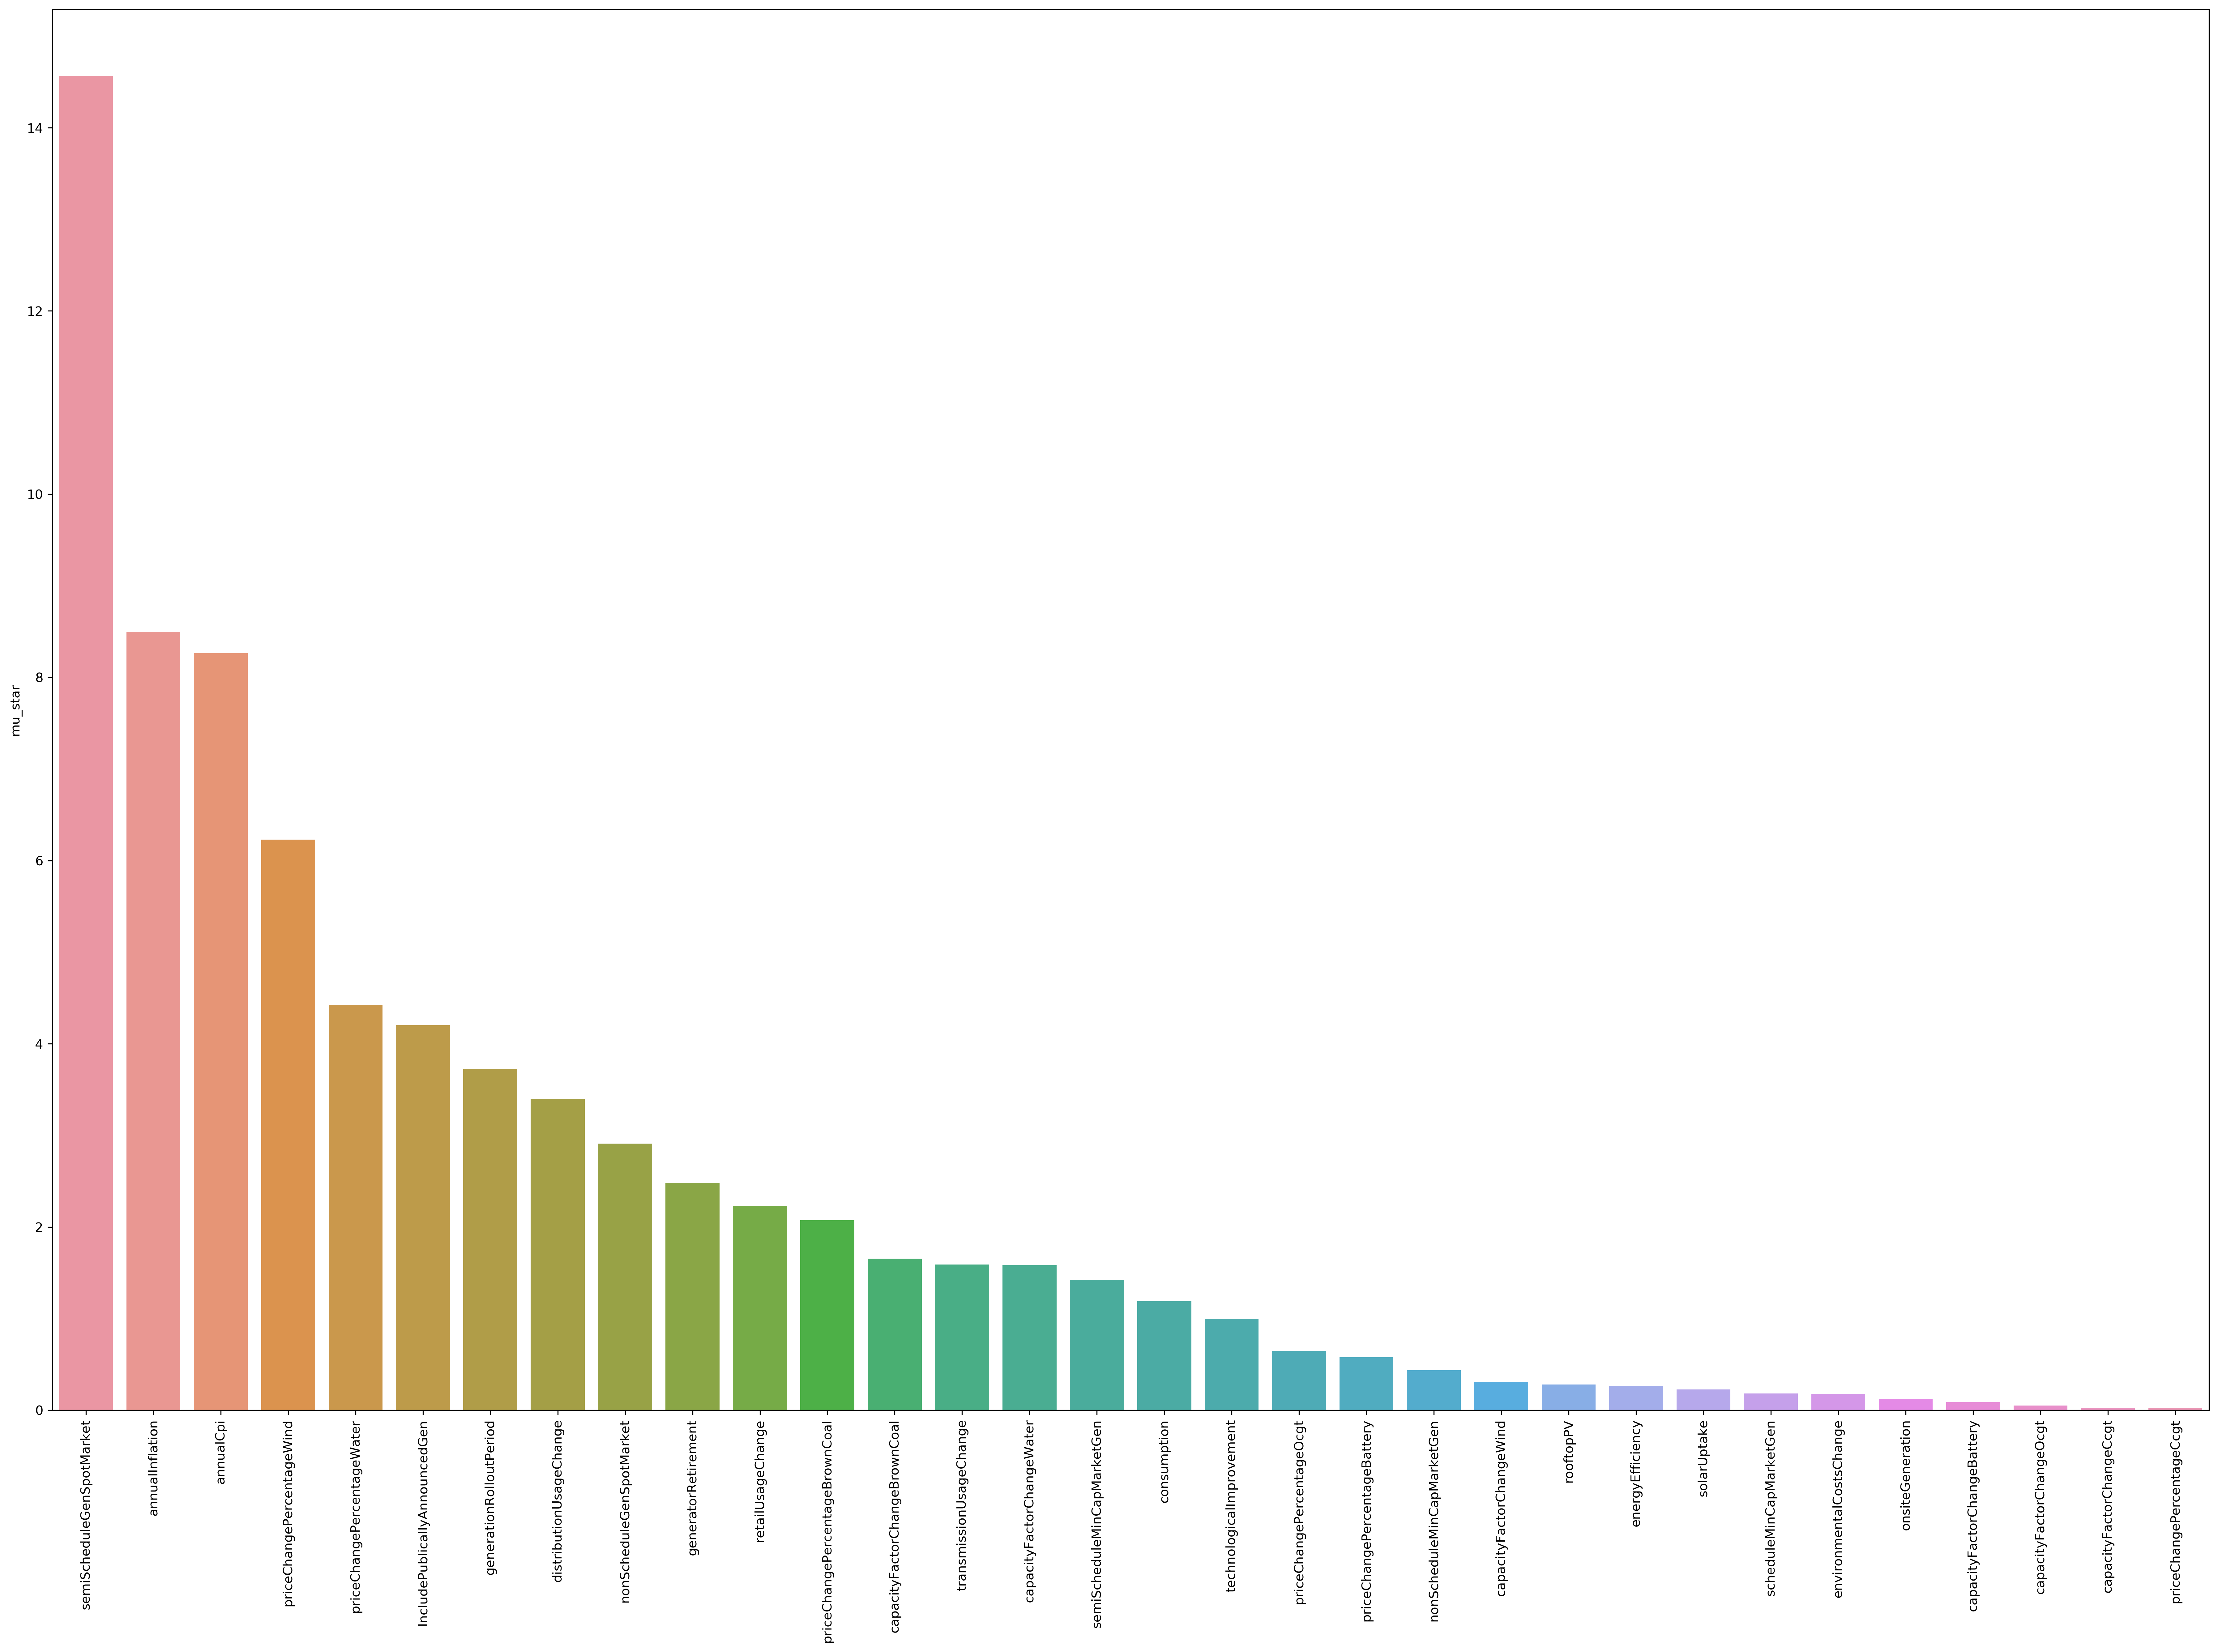 mu_star
14
12
10
8
6
4
2
0
semiScheduleGenSpotMarket
annualInflation
annualCpi
priceChangePercentageWind
priceChangePercentageWater
IncludePublicallyAnnouncedGen
generationRolloutPeriod
distributionUsageChange
nonScheduleGenSpotMarket
generatorRetirement
retailUsageChange
priceChangePercentageBrownCoal
capacityFactorChangeBrownCoal
transmissionUsageChange
capacityFactorChangeWater
semiScheduleMinCapMarketGen
consumption
technologicalImprovement
priceChangePercentageOcgt
priceChangePercentageBattery
nonScheduleMinCapMarketGen
capacityFactorChangeWind
rooftopPV
energyEfficiency
solarUptake
scheduleMinCapMarketGen
environmentalCostsChange
onsiteGeneration
capacityFactorChangeBattery
capacityFactorChangeOcgt
capacityFactorChangeCcgt
priceChangePercentageCcgt